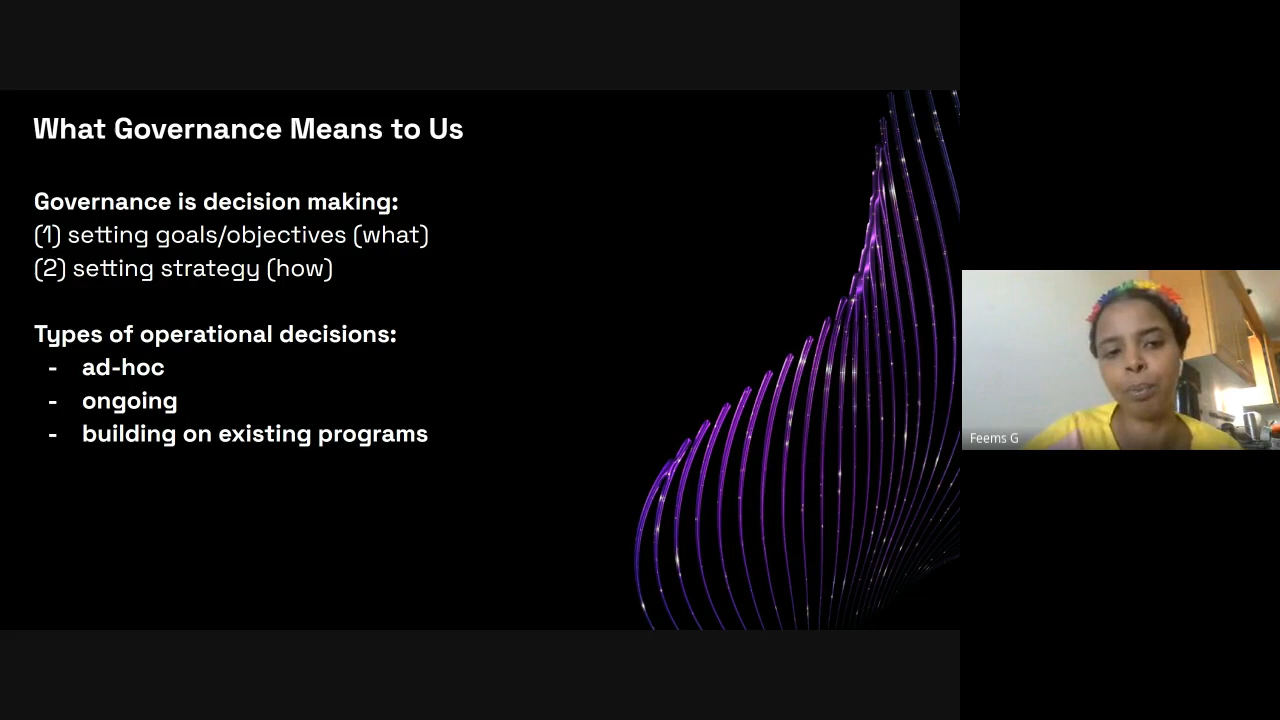 What Governance Means to Us
Governance is decision making:
(1) setting goals/objectives (what)
(2) setting strategy (how)
Types of operational decisions:
- ad-hoc
- ongoing
- building on existing programs
Feems G